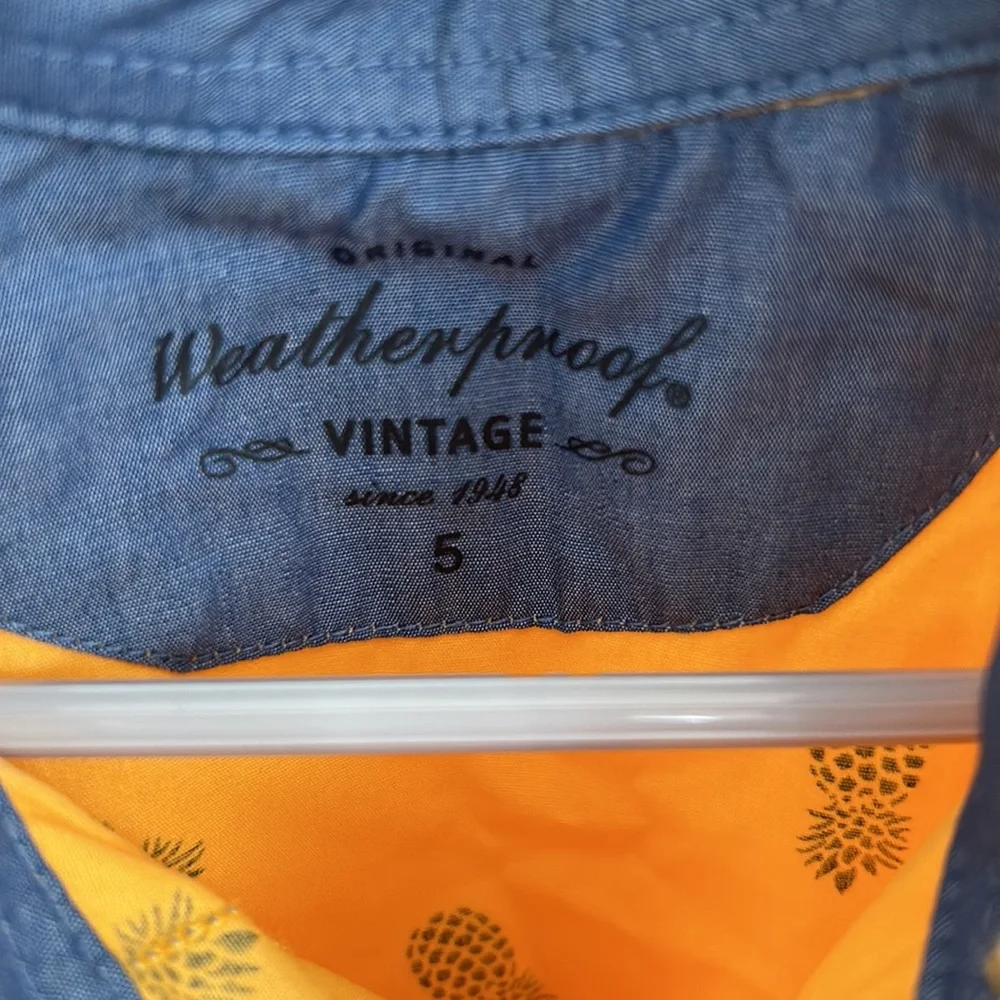 ORIGINAL
Weatherproof®
VINTAGE
since 1948
5